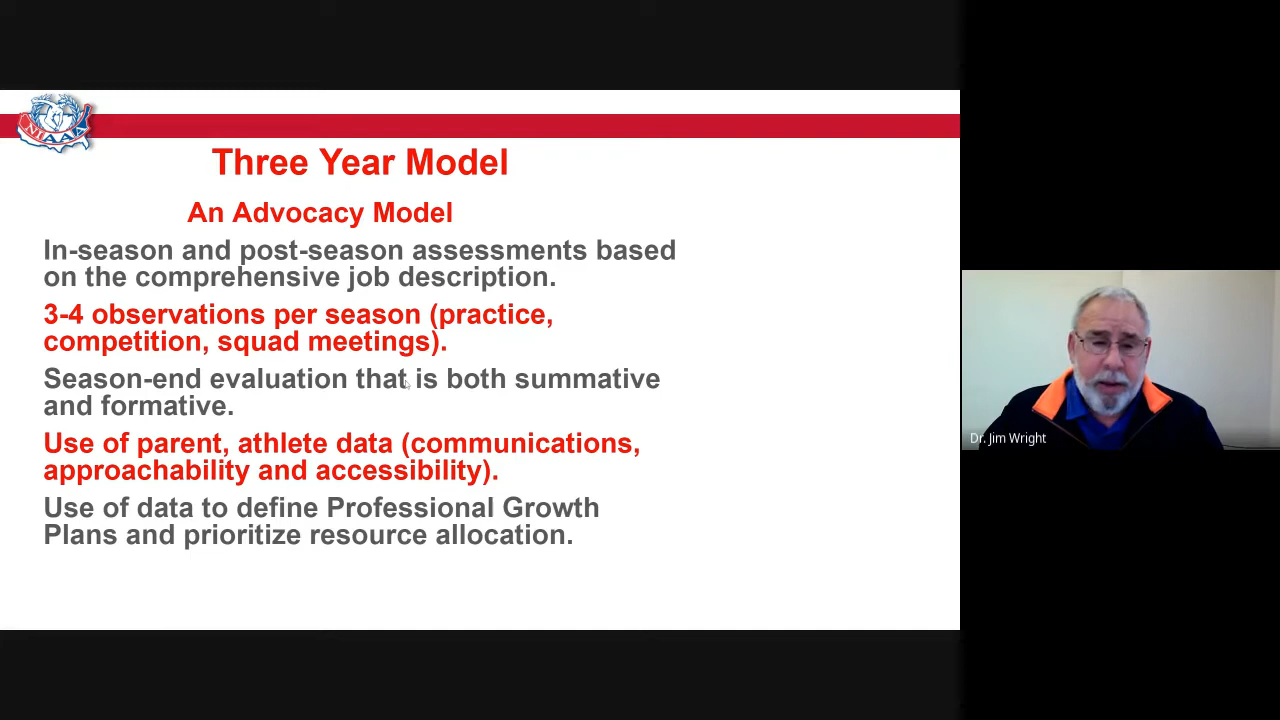 NIAAA
Three Year Model
An Advocacy Model
In-season and post-season assessments based
on the comprehensive job description.
3-4 observations per season (practice,
competition, squad meetings).
Season-end evaluation that is both summative
and formative.
Use of parent, athlete data (communications,
approachability and accessibility).
Use of data to define Professional Growth
Plans and prioritize resource allocation.
Dr. Jim Wright